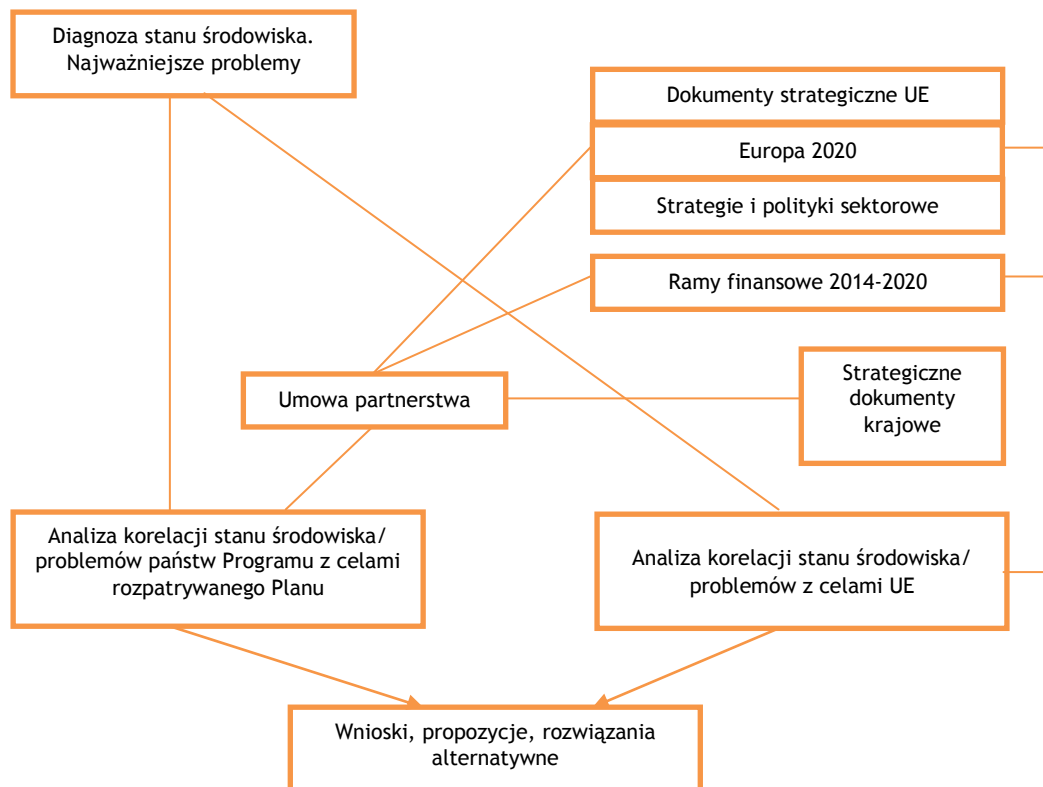 Diagnoza stanu środowiska.
Najważniejsze problemy
Dokumenty strategiczne UE
Europa 2020
Strategie i polityki sektorowe
Ramy finansowe 2014-2020
Umowa partnerstwa
Strategiczne
dokumenty
krajowe
Analiza korelacji stanu środowiska/
problemów państw Programu z celami
rozpatrywanego Planu
Analiza korelacji stanu środowiska/
problemów z celami UE
Wnioski, propozycje, rozwiązania
alternatywne